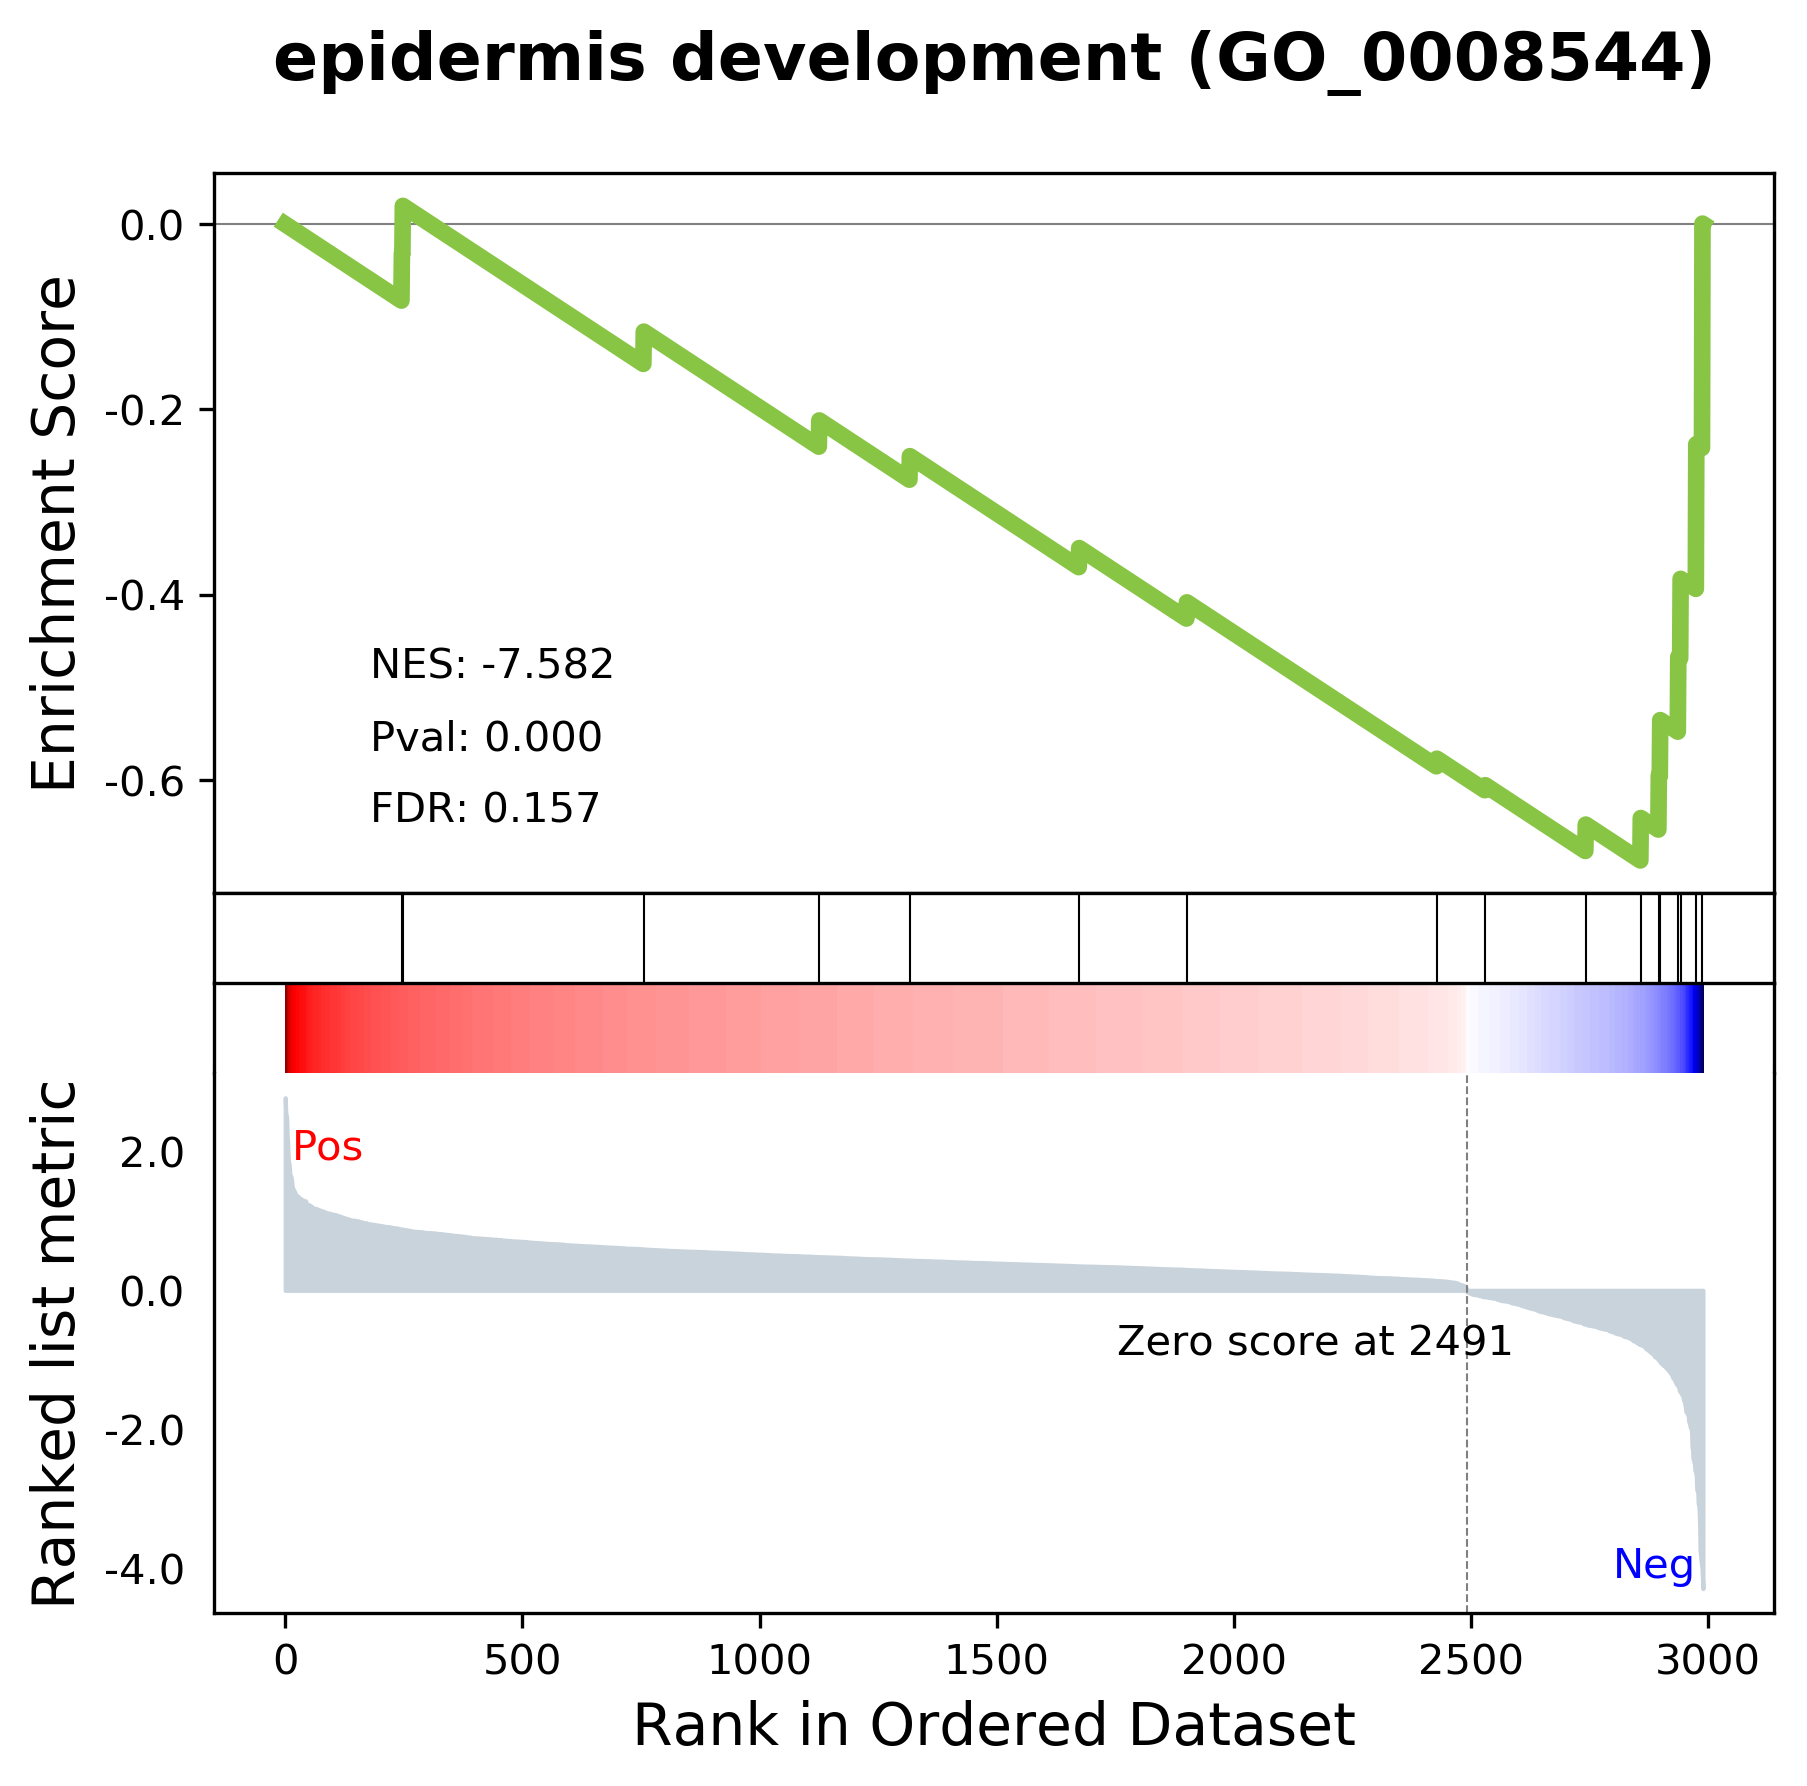 epidermis development (GO_0008544)
Enrichment Score
0.0
-0.2
-0.4
-0.6
NES: -7.582
Pval: 0.000
FDR: 0.157
Ranked list metric
2.0
0.0
-2.0
-4.0
Pos
Zero score at 2491
Neg
0 500 1000 1500 2000 2500 3000
Rank in Ordered Dataset